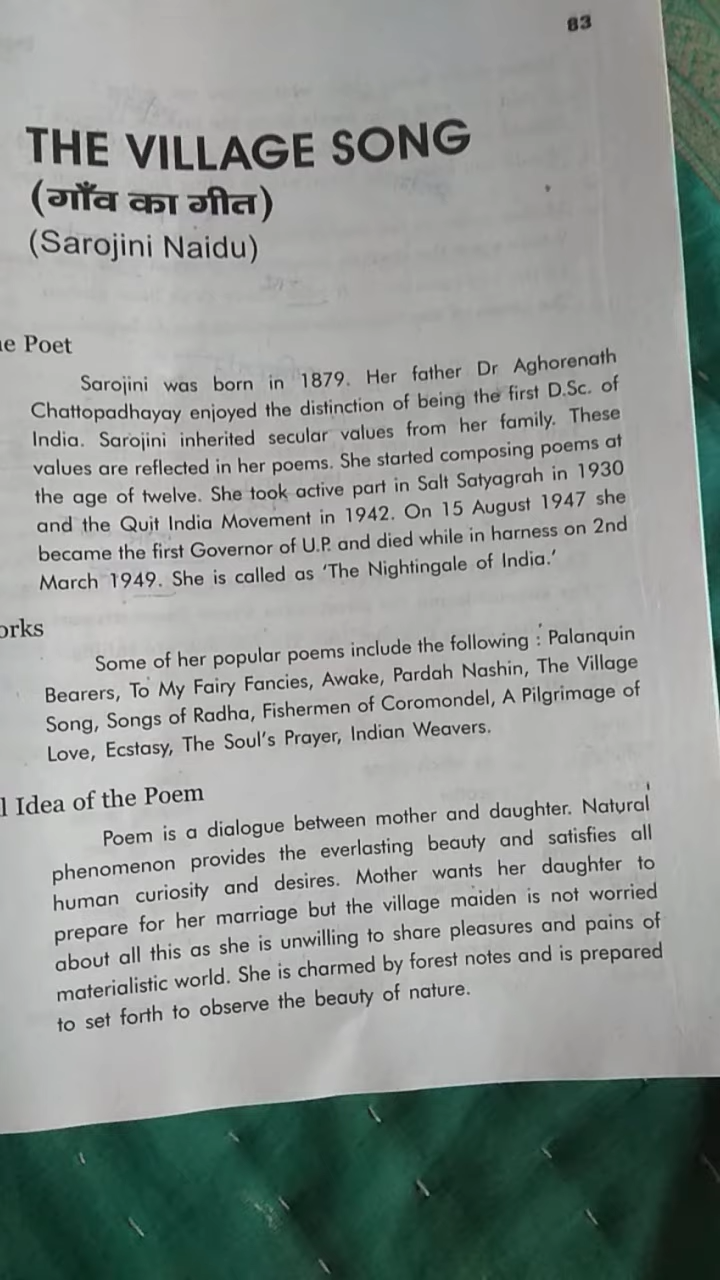 83
THE VILLAGE SONG
(गाँव का गीत)
(Sarojini Naidu)
Poet
Sarojini was born in 1879. Her father Dr Aghorenath
Chattopadhayay enjoyed the distinction of being the first D.Sc. of
India. Sarojini inherited secular values from her family. These
values are reflected in her poems. She started composing poems at
the age of twelve. She took active part in Salt Satyagrah in 1930
and the Quit India Movement in 1942. On 15 August 1947 she
became the first Governor of U.P. and died while in harness on 2nd
March 1949. She is called as 'The Nightingale of India.'
orks
Some of her popular poems include the following : Palanquin
Bearers, To My Fairy Fancies, Awake, Pardah Nashin, The Village
Song, Songs of Radha, Fishermen of Coromondel, A Pilgrimage of
Love, Ecstasy, The Soul's Prayer, Indian Weavers.
l Idea of the Poem
Poem is a dialogue between mother and daughter. Natural
phenomenon provides the everlasting beauty and satisfies all
human curiosity and desires. Mother wants her daughter to
prepare for her marriage but the village maiden is not worried
about all this as she is unwilling to share pleasures and pains of
materialistic world. She is charmed by forest notes and is prepared
to set forth to observe the beauty of nature.